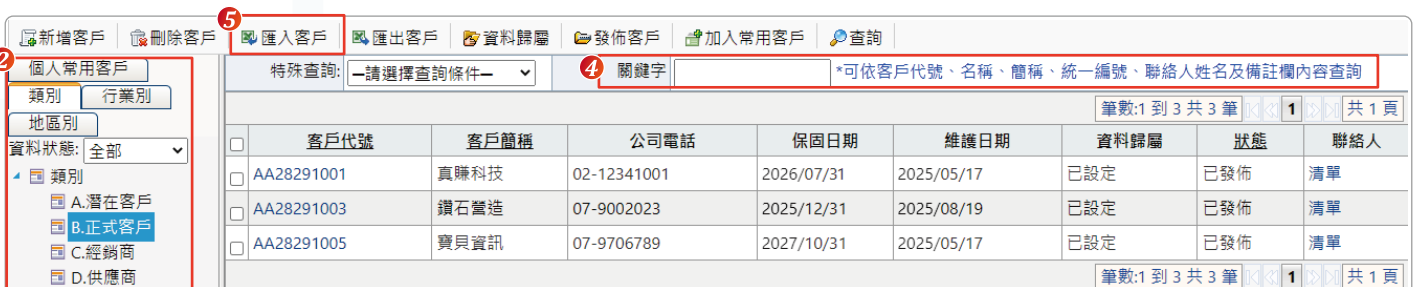 5
新增客戶 刪除客戶 匯入客戶 匯出客戶 資料歸屬 發佈客戶 加入常用客戶 查詢
2
個人常用客戶
類別 行業別
地區別
資料狀態: 全部
類別
A.潛在客戶
B.正式客戶
C.經銷商
D.供應商
特殊查詢: —請選擇查詢條件— 4 關鍵字 *可依客戶代號、名稱、簡稱、統一編號、聯絡人姓名及備註欄內容查詢
筆數:1 到 3 共 3 筆 1 共 1 頁
客戶代號 客戶簡稱 公司電話 保固日期 維護日期 資料歸屬 狀態 聯絡人
AA28291001 真賺科技 02-12341001 2026/07/31 2025/05/17 已設定 已發佈 清單
AA28291003 鑽石營造 07-9002023 2025/12/31 2025/08/19 已設定 已發佈 清單
AA28291005 寶貝資訊 07-9706789 2027/10/31 2025/05/17 已設定 已發佈 清單
筆數:1 到 3 共 3 筆 1 共 1 頁